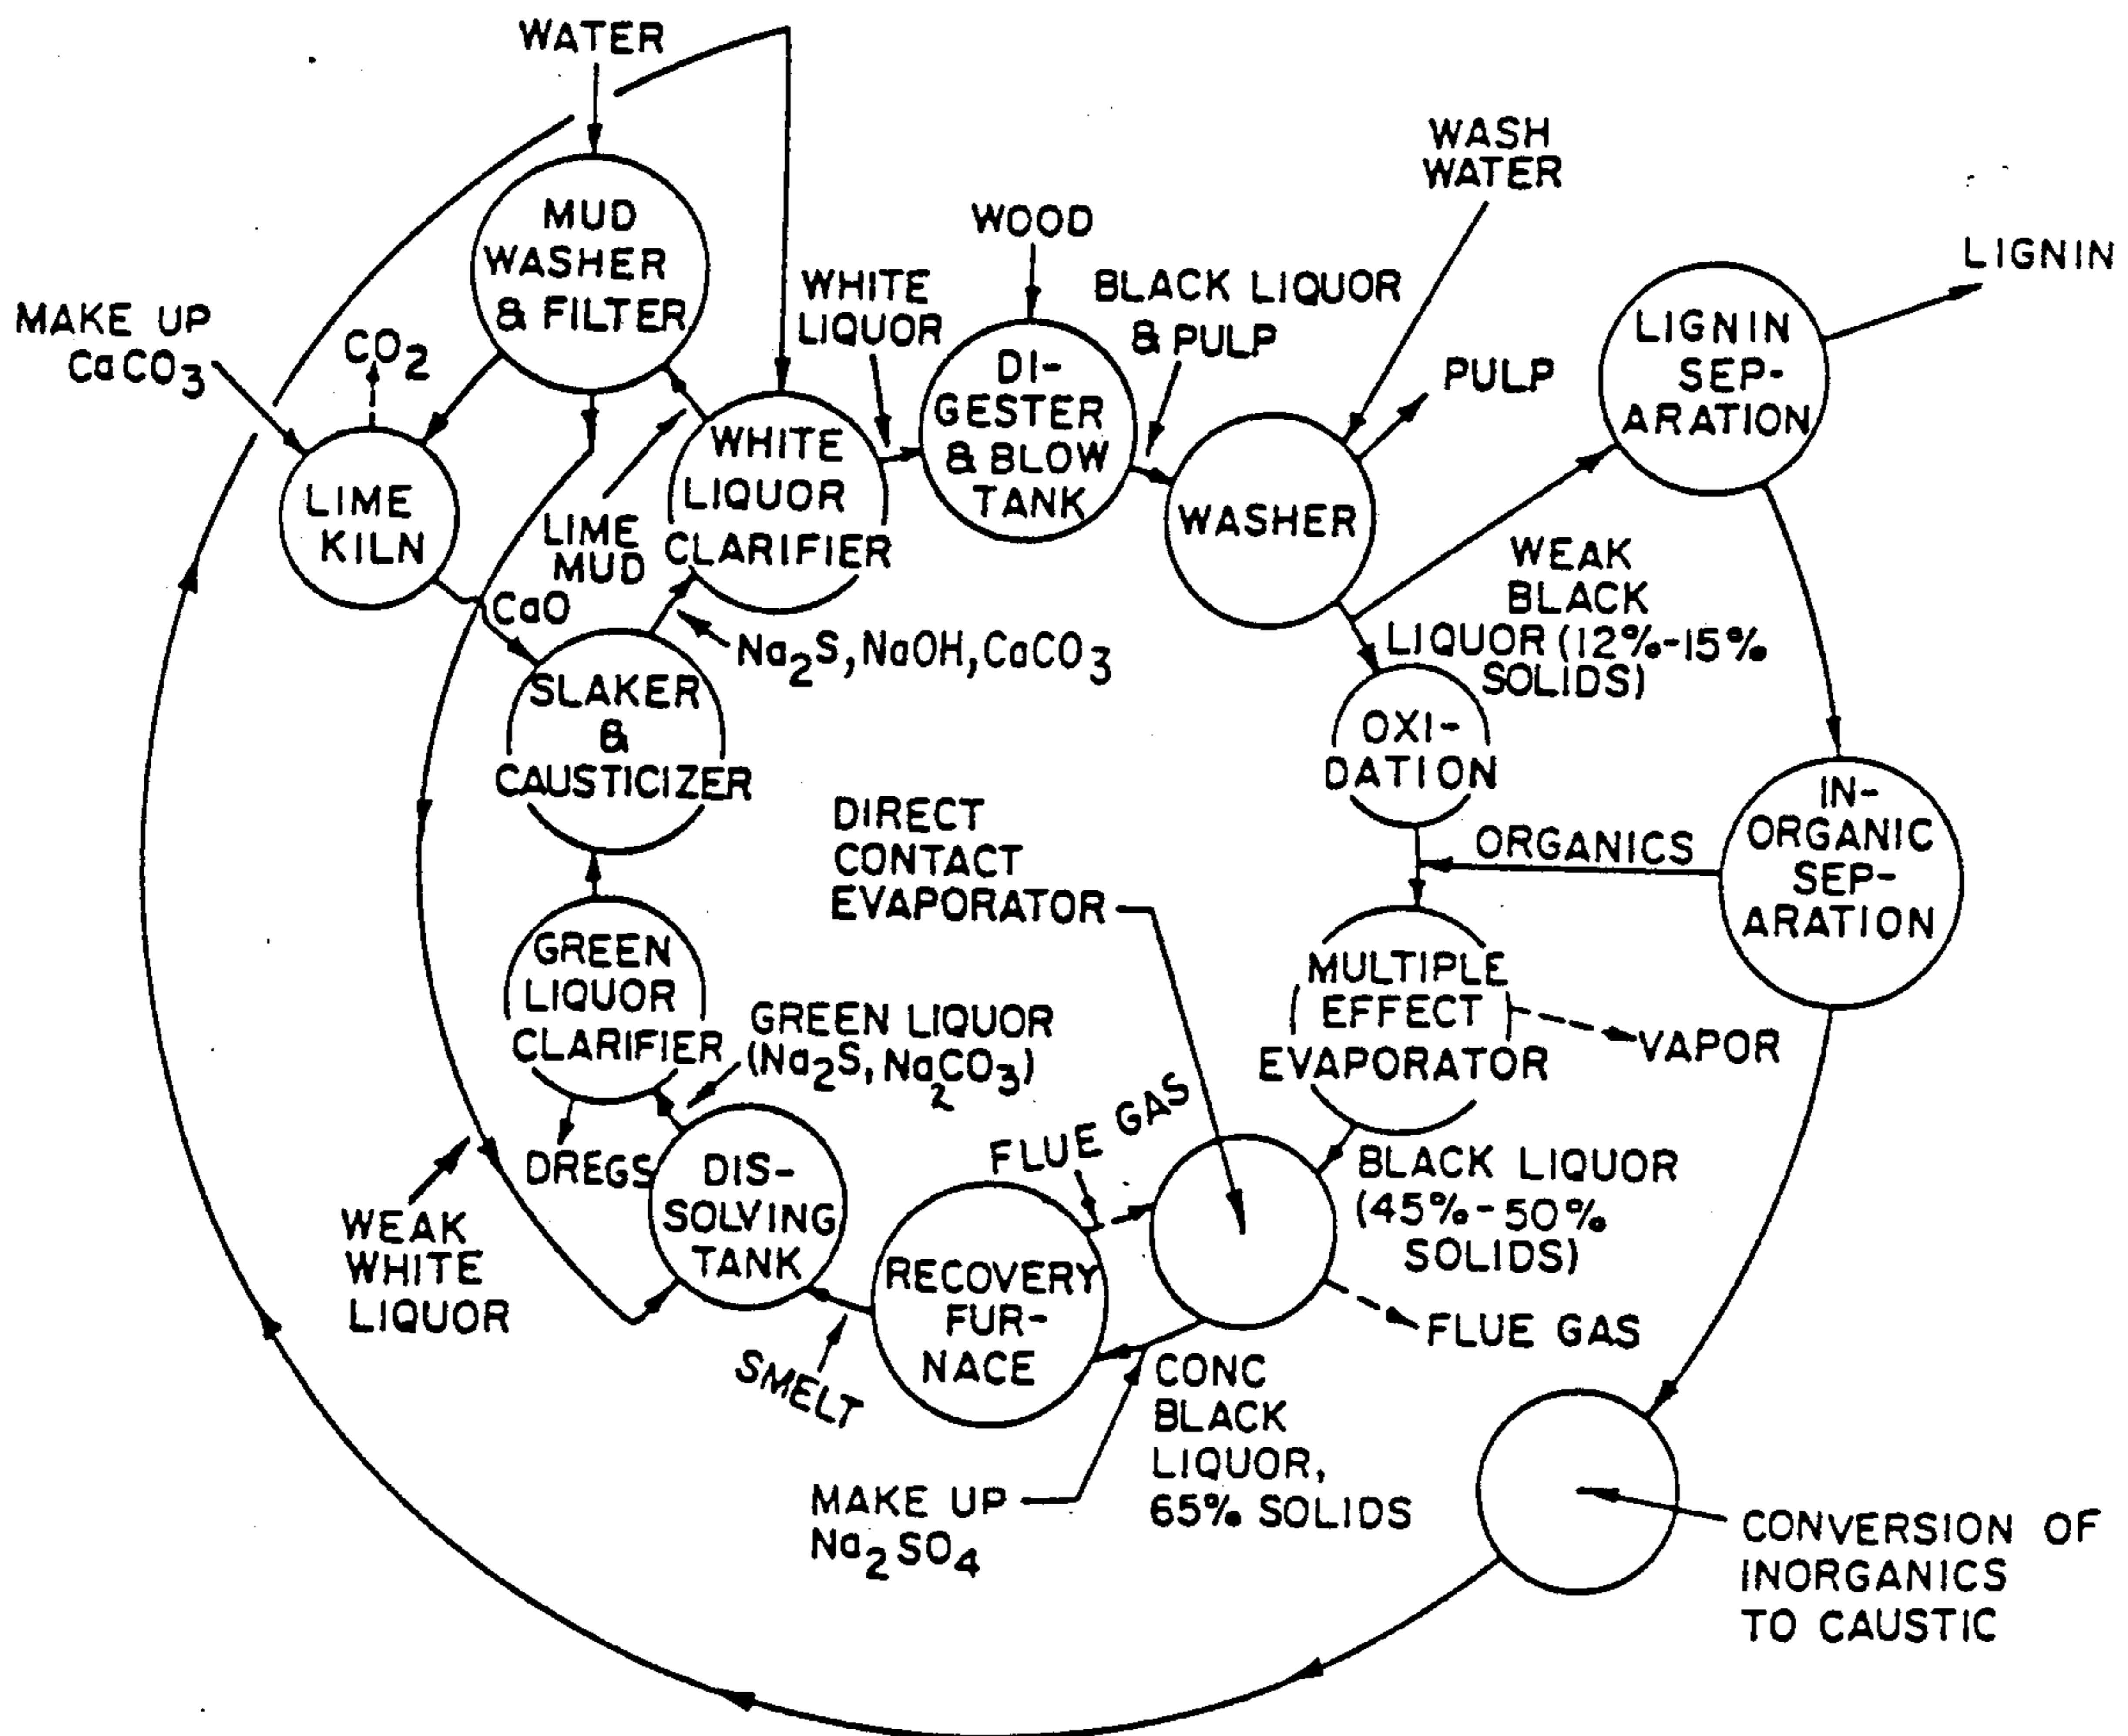 WATER
MUD
WASHER
& FILTER
MAKE UP
CaCO3
CO2
LIME
KILN
CaO
LIME
MUD
WHITE
LIQUOR
CLARIFIER
WHITE
LIQUOR
WOOD
DI-
GESTER
& BLOW
TANK
BLACK LIQUOR
& PULP
WASH
WATER
PULP
WASHER
LIGNIN
SEP-
ARATION
LIGNIN
WEAK
BLACK
LIQUOR (12%-15%
SOLIDS)
Na2S, NaOH, CaCO3
SLAKER
&
CAUSTICIZER
OXI-
DATION
ORGANICS
IN-
ORGANIC
SEP-
ARATION
DIRECT
CONTACT
EVAPORATOR
MULTIPLE
EFFECT
EVAPORATOR
VAPOR
GREEN
LIQUOR
CLARIFIER
GREEN LIQUOR
(Na2S, Na2CO3)
DREGS
DIS-
SOLVING
TANK
WEAK
WHITE
LIQUOR
FLUE GAS
BLACK LIQUOR
(45%-50%
SOLIDS)
RECOVERY
FUR-
NACE
FLUE GAS
SMELT
CONC
BLACK
LIQUOR,
65% SOLIDS
MAKE UP
Na2SO4
CONVERSION OF
INORGANICS
TO CAUSTIC